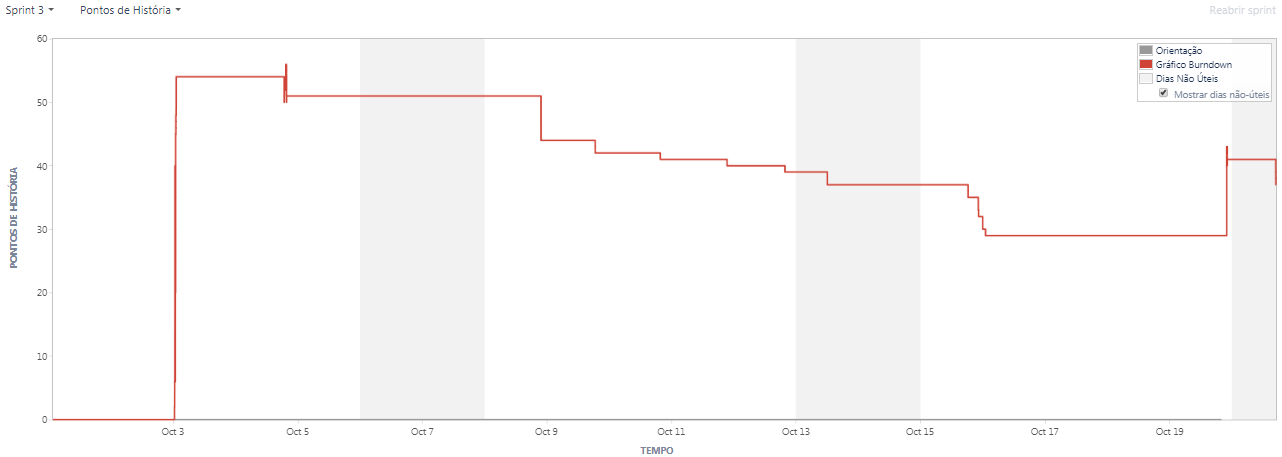 Sprint 3
Pontos de História
Reabrir sprint
60
50
40
30
20
10
0
PONTOS DE HISTÓRIA
Orientação
Gráfico Burndown
Dias Não Úteis
Mostrar dias não-úteis
Oct 3
Oct 5
Oct 7
Oct 9
Oct 11
Oct 13
Oct 15
Oct 17
Oct 19
TEMPO